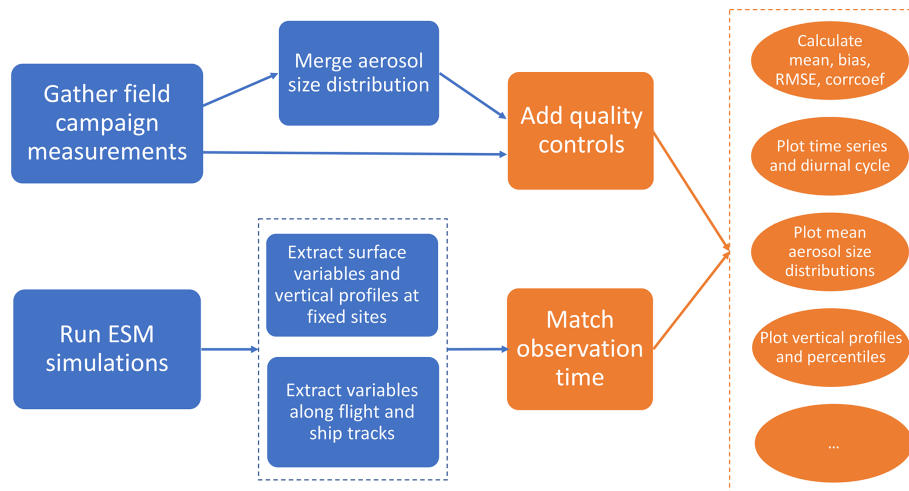 Gather field
campaign
measurements
Merge aerosol
size distribution
Add quality
controls
Run ESM
simulations
Extract surface
variables and
vertical profiles at
fixed sites
Extract variables
along flight and
ship tracks
Match
observation
time
Calculate
mean, bias,
RMSE, corrcoef
Plot time series
and diurnal cycle
Plot mean
aerosol size
distributions
Plot vertical profiles
and percentiles
...